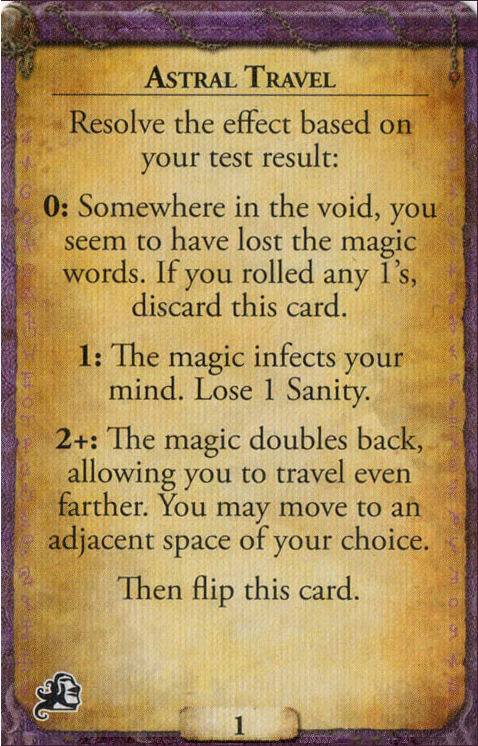 ASTRAL TRAVEL
Resolve the effect based on
your test result:
0: Somewhere in the void, you
seem to have lost the magic
words. If you rolled any 1's,
discard this card.
1: The magic infects your
mind. Lose 1 Sanity.
2+: The magic doubles back,
allowing you to travel even
farther. You may move to an
adjacent space of your choice.
Then flip this card.
1